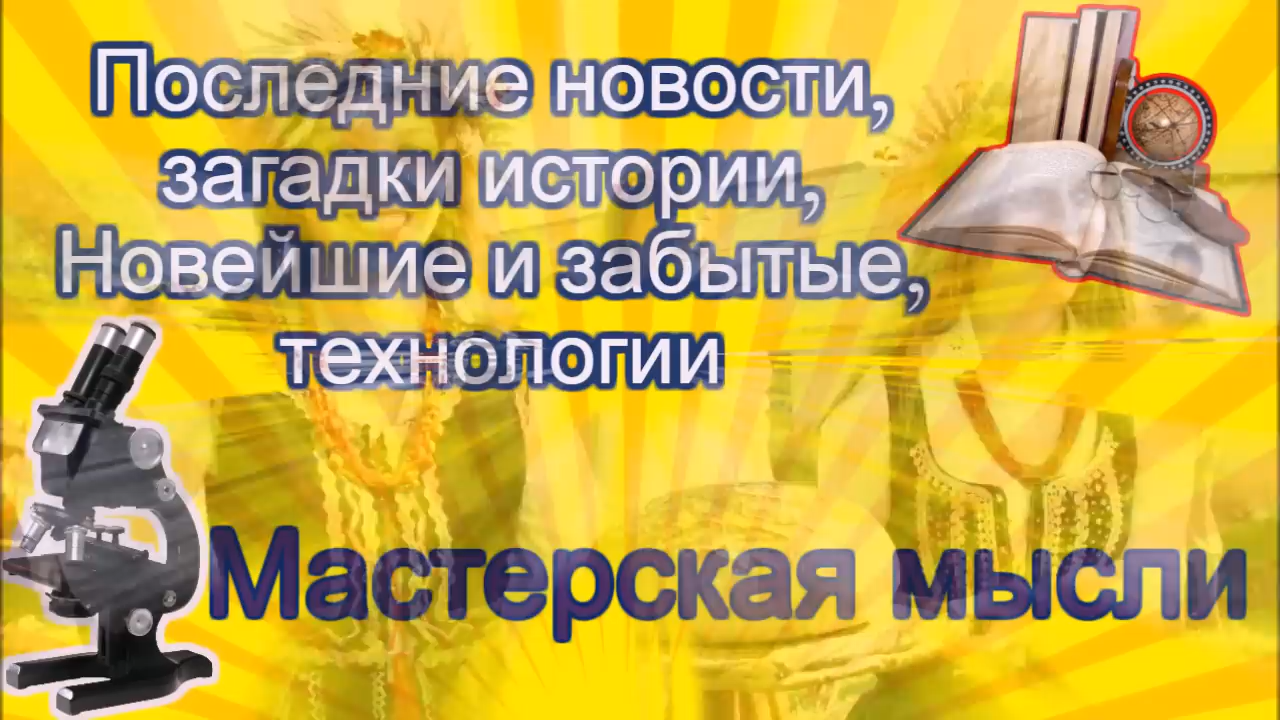 Последние новости,
загадки истории,
Новейшие и забытые,
технологии
Мастерская мысли